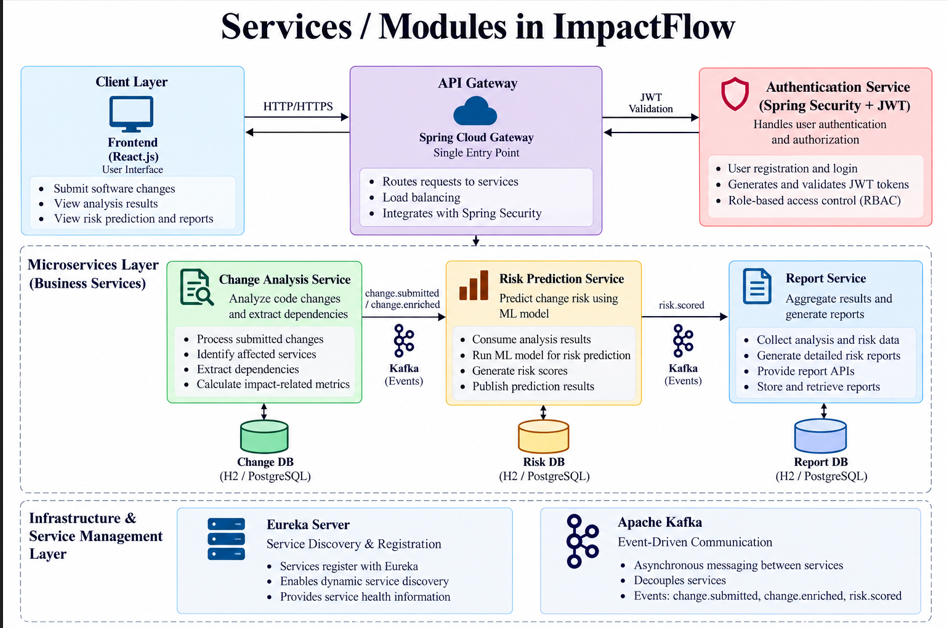 Services / Modules in ImpactFlow
Client Layer
Frontend
(React.js)
User Interface
• Submit software changes
• View analysis results
• View risk prediction and reports
HTTP/HTTPS
API Gateway
Spring Cloud Gateway
Single Entry Point
• Routes requests to services
• Load balancing
• Integrates with Spring Security
JWT
Validation
Authentication Service
(Spring Security + JWT)
Handles user authentication
and authorization
• User registration and login
• Generates and validates JWT tokens
• Role-based access control (RBAC)
Microservices Layer
(Business Services)
Change Analysis Service
Analyze code changes
and extract dependencies
• Process submitted changes
• Identify affected services
• Extract dependencies
• Calculate impact-related metrics
Change DB
(H2 / PostgreSQL)
change.submitted
/ change.enriched
Kafka
(Events)
Risk Prediction Service
Predict change risk using
ML model
• Consume analysis results
• Run ML model for risk prediction
• Generate risk scores
• Publish prediction results
Risk DB
(H2 / PostgreSQL)
risk.scored
Kafka
(Events)
Report Service
Aggregate results and
generate reports
• Collect analysis and risk data
• Generate detailed risk reports
• Provide report APIs
• Store and retrieve reports
Report DB
(H2 / PostgreSQL)
Infrastructure &
Service Management
Layer
Eureka Server
Service Discovery & Registration
• Services register with Eureka
• Enables dynamic service discovery
• Provides service health information
Apache Kafka
Event-Driven Communication
• Asynchronous messaging between services
• Decouples services
• Events: change.submitted, change.enriched, risk.scored